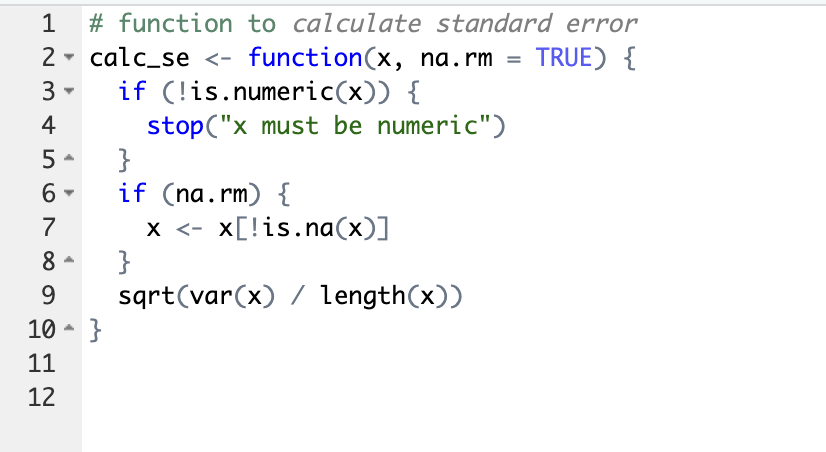 1 # function to calculate standard error
2 calc_se <- function(x, na.rm = TRUE) {
3   if (!is.numeric(x)) {
4     stop("x must be numeric")
5   }
6   if (na.rm) {
7     x <- x[!is.na(x)]
8   }
9   sqrt(var(x) / length(x))
10 }
11
12